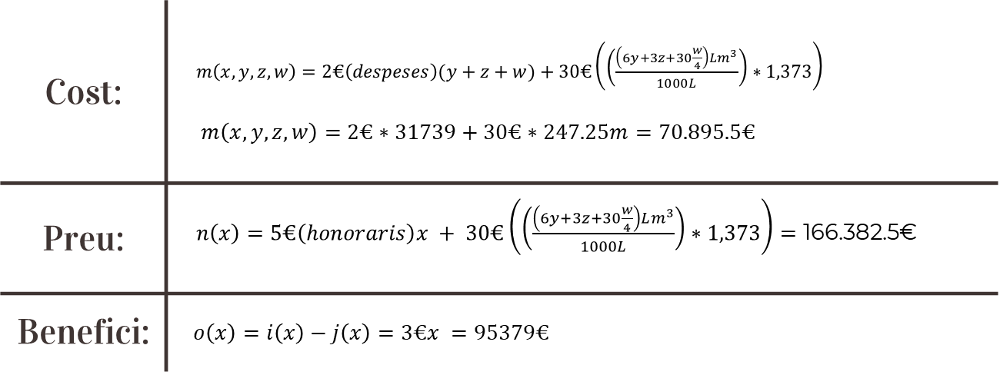 Cost:
m(x, y, z, w) = 2€(despeses)(y + z + w) + 30€((((6y+3z+30 w/4)Lm³)/1000L) * 1,373)
m(x, y, z, w) = 2€ * 31739 + 30€ * 247.25m = 70.895.5€
Preu:
n(x) = 5€(honoraris)x + 30€((((6y+3z+30 w/4)Lm³)/1000L) * 1,373) = 166.382.5€
Benefici:
o(x) = i(x) − j(x) = 3€x = 95379€